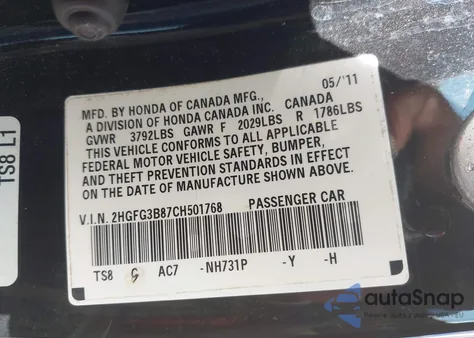 05/'11
MFD. BY HONDA OF CANADA MFG.,
A DIVISION OF HONDA CANADA INC. CANADA
GVWR 3792LBS GAWR F 2029LBS R 1786LBS
THIS VEHICLE CONFORMS TO ALL APPLICABLE
FEDERAL MOTOR VEHICLE SAFETY, BUMPER,
AND THEFT PREVENTION STANDARDS IN EFFECT
ON THE DATE OF MANUFACTURE SHOWN ABOVE.
V.I.N. 2HGFG3B87CH501768 PASSENGER CAR
TS8 G AC7 -NH731P -Y -H
TS8 L1
autoSnap